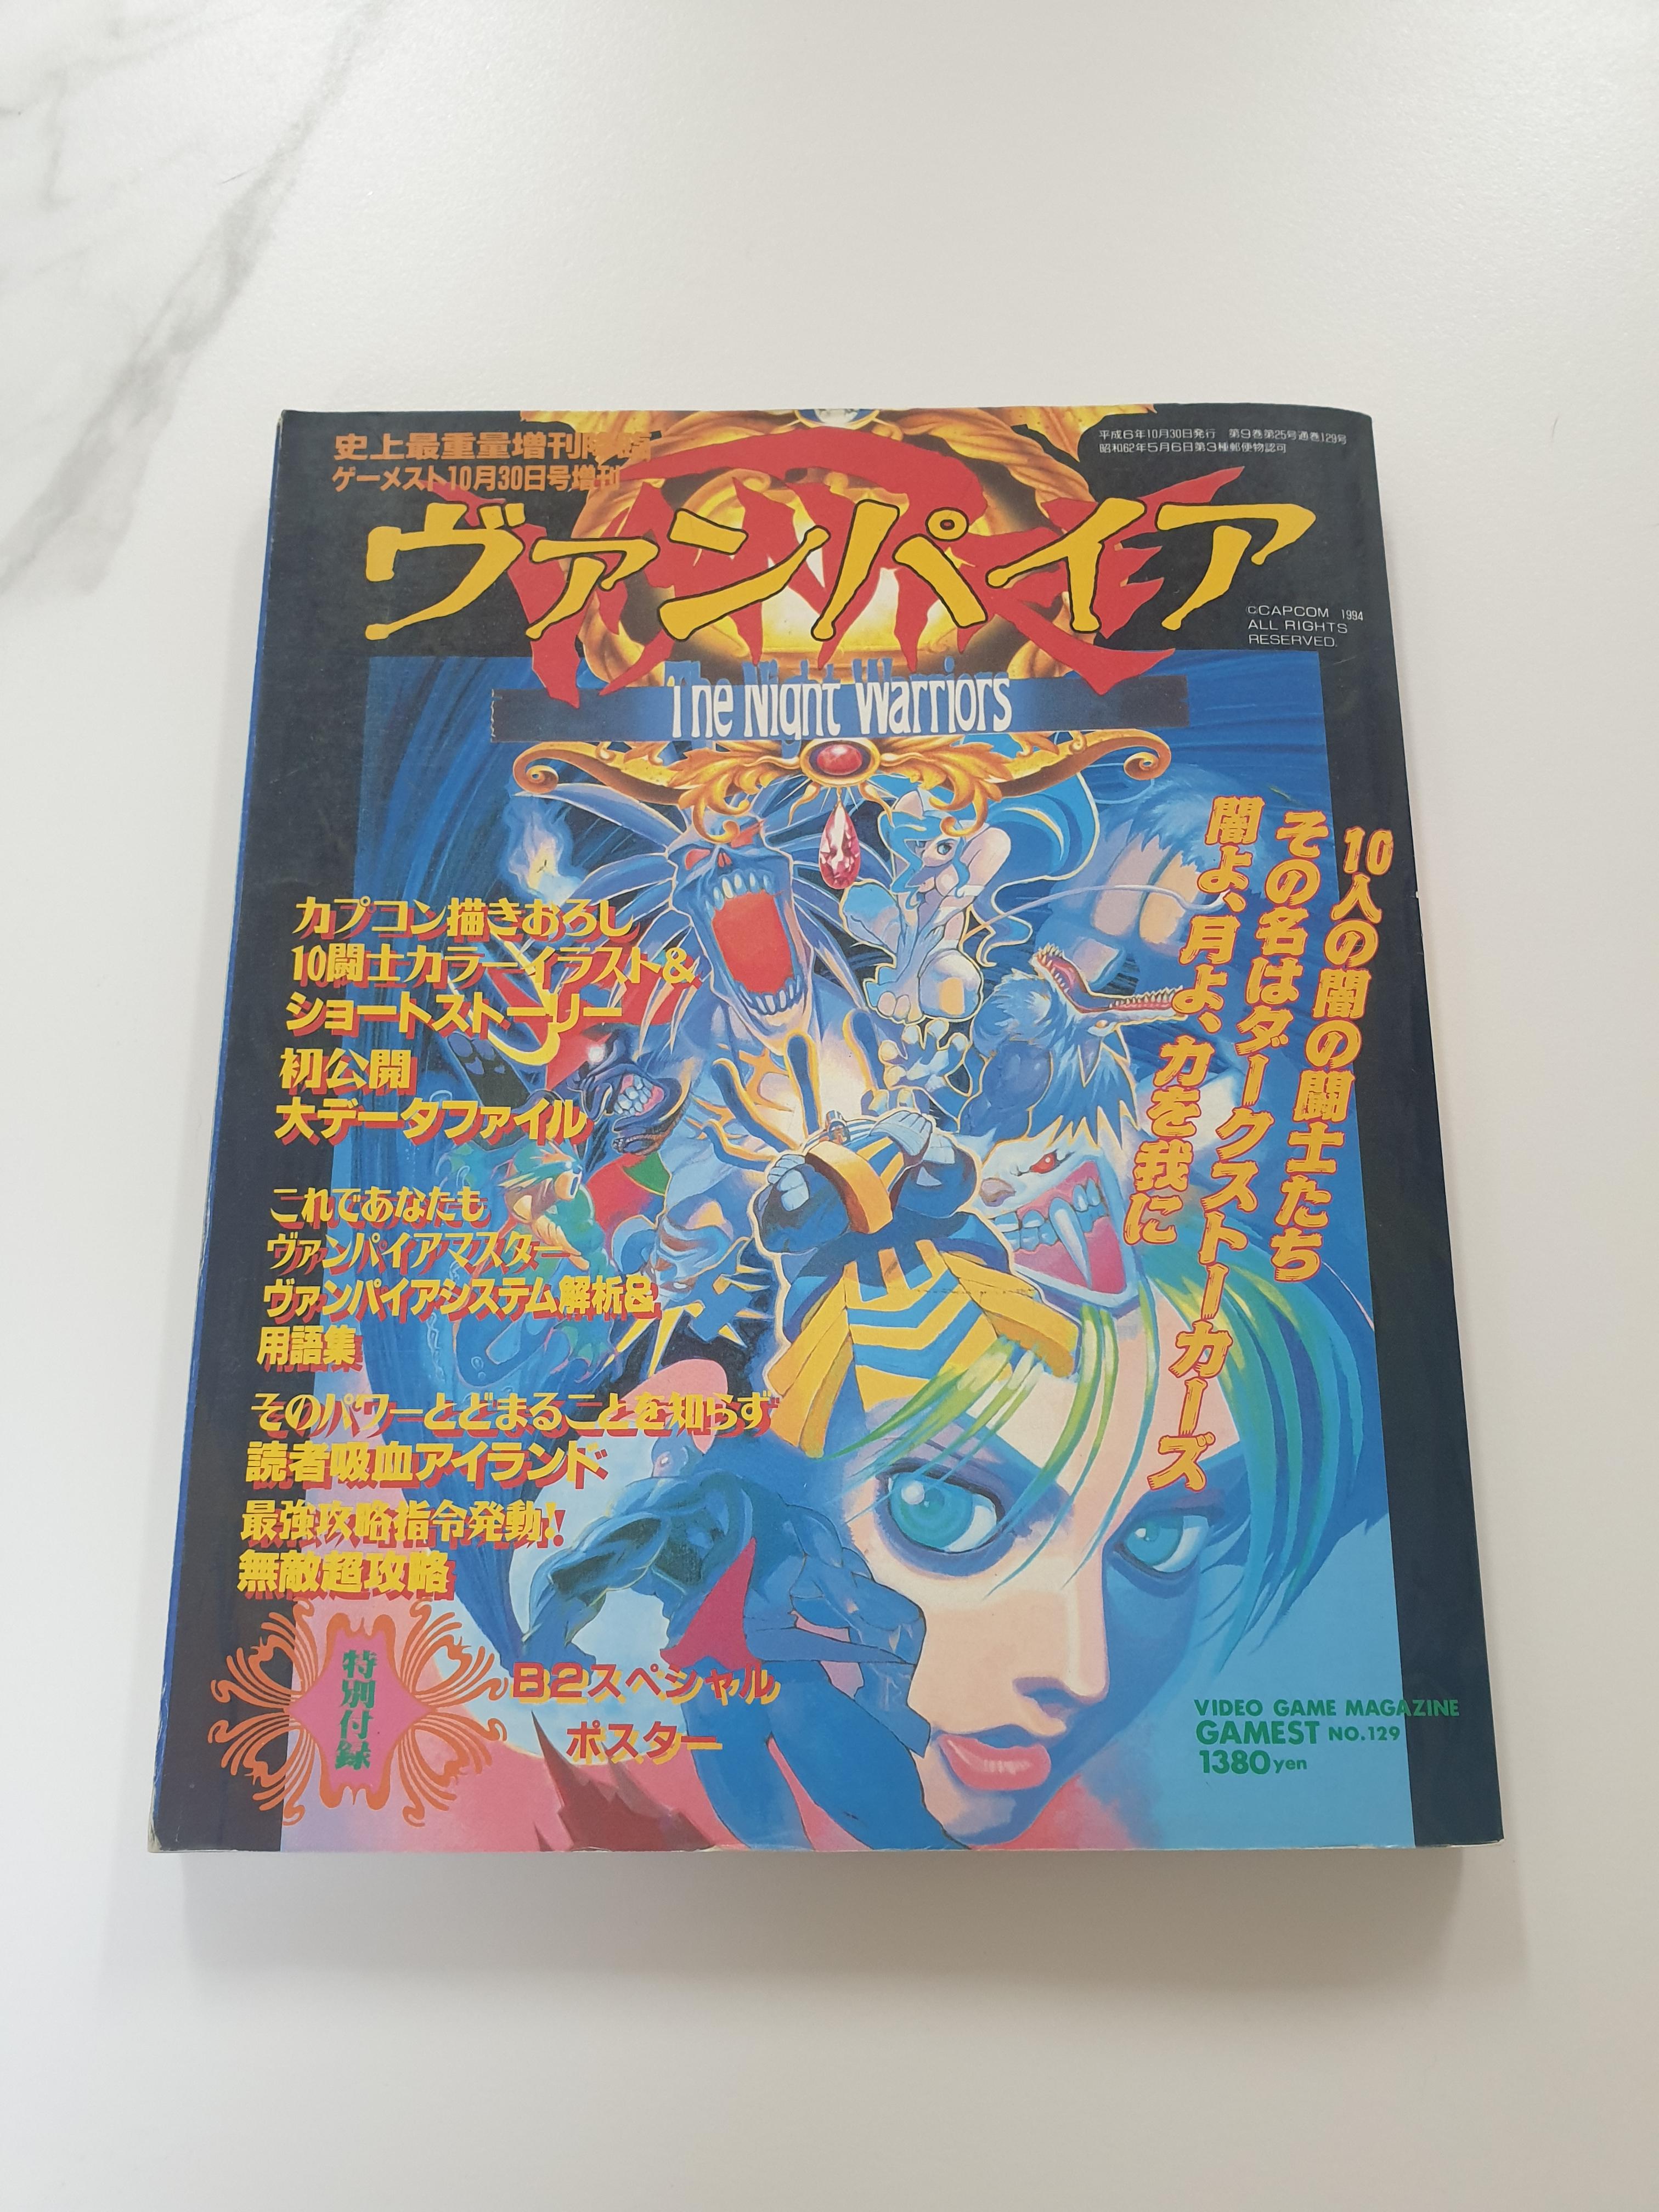 史上最重量増刊降臨
ゲーメスト10月30日号増刊
平成6年10月30日発行 第9巻第25号通巻129号
昭和62年5月6日第3種郵便物認可
ヴァンパイア
©CAPCOM 1994
ALL RIGHTS
RESERVED.
The Night Warriors
10人の闇の闘士たち
その名はダークストーカーズ
闇よ、月よ、力を我に
カプコン描きおろし
10闘士カラーイラスト&
ショートストーリー
初公開
大データファイル
これであなたも
ヴァンパイアマスター
ヴァンパイアシステム解析&
用語集
そのパワーとどまることを知らず
読者吸血アイランド
最強攻略指令発動!
無敵超攻略
特別付録
B2スペシャル
ポスター
VIDEO GAME MAGAZINE
GAMEST NO.129
1380yen